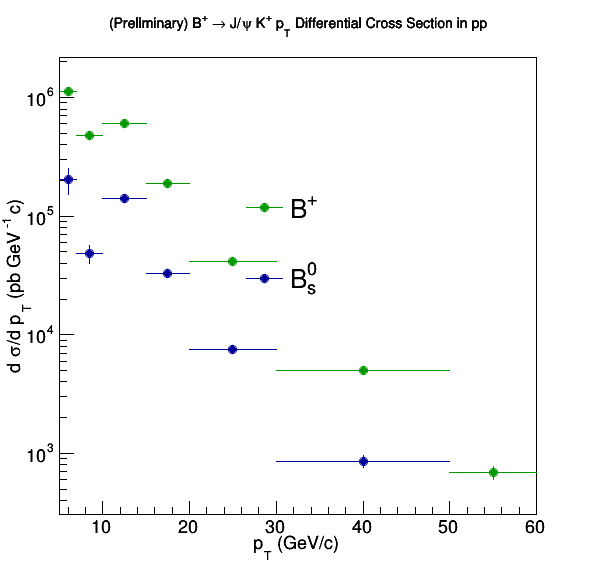 (Prellminary) B⁺ → J/ψ K⁺ p_T Differential Cross Section in pp
d σ/d p_T (pb GeV⁻¹ c)
10⁶
10⁵
10⁴
10³
B⁺
B⁰_s
10 20 30 40 50 60
p_T (GeV/c)